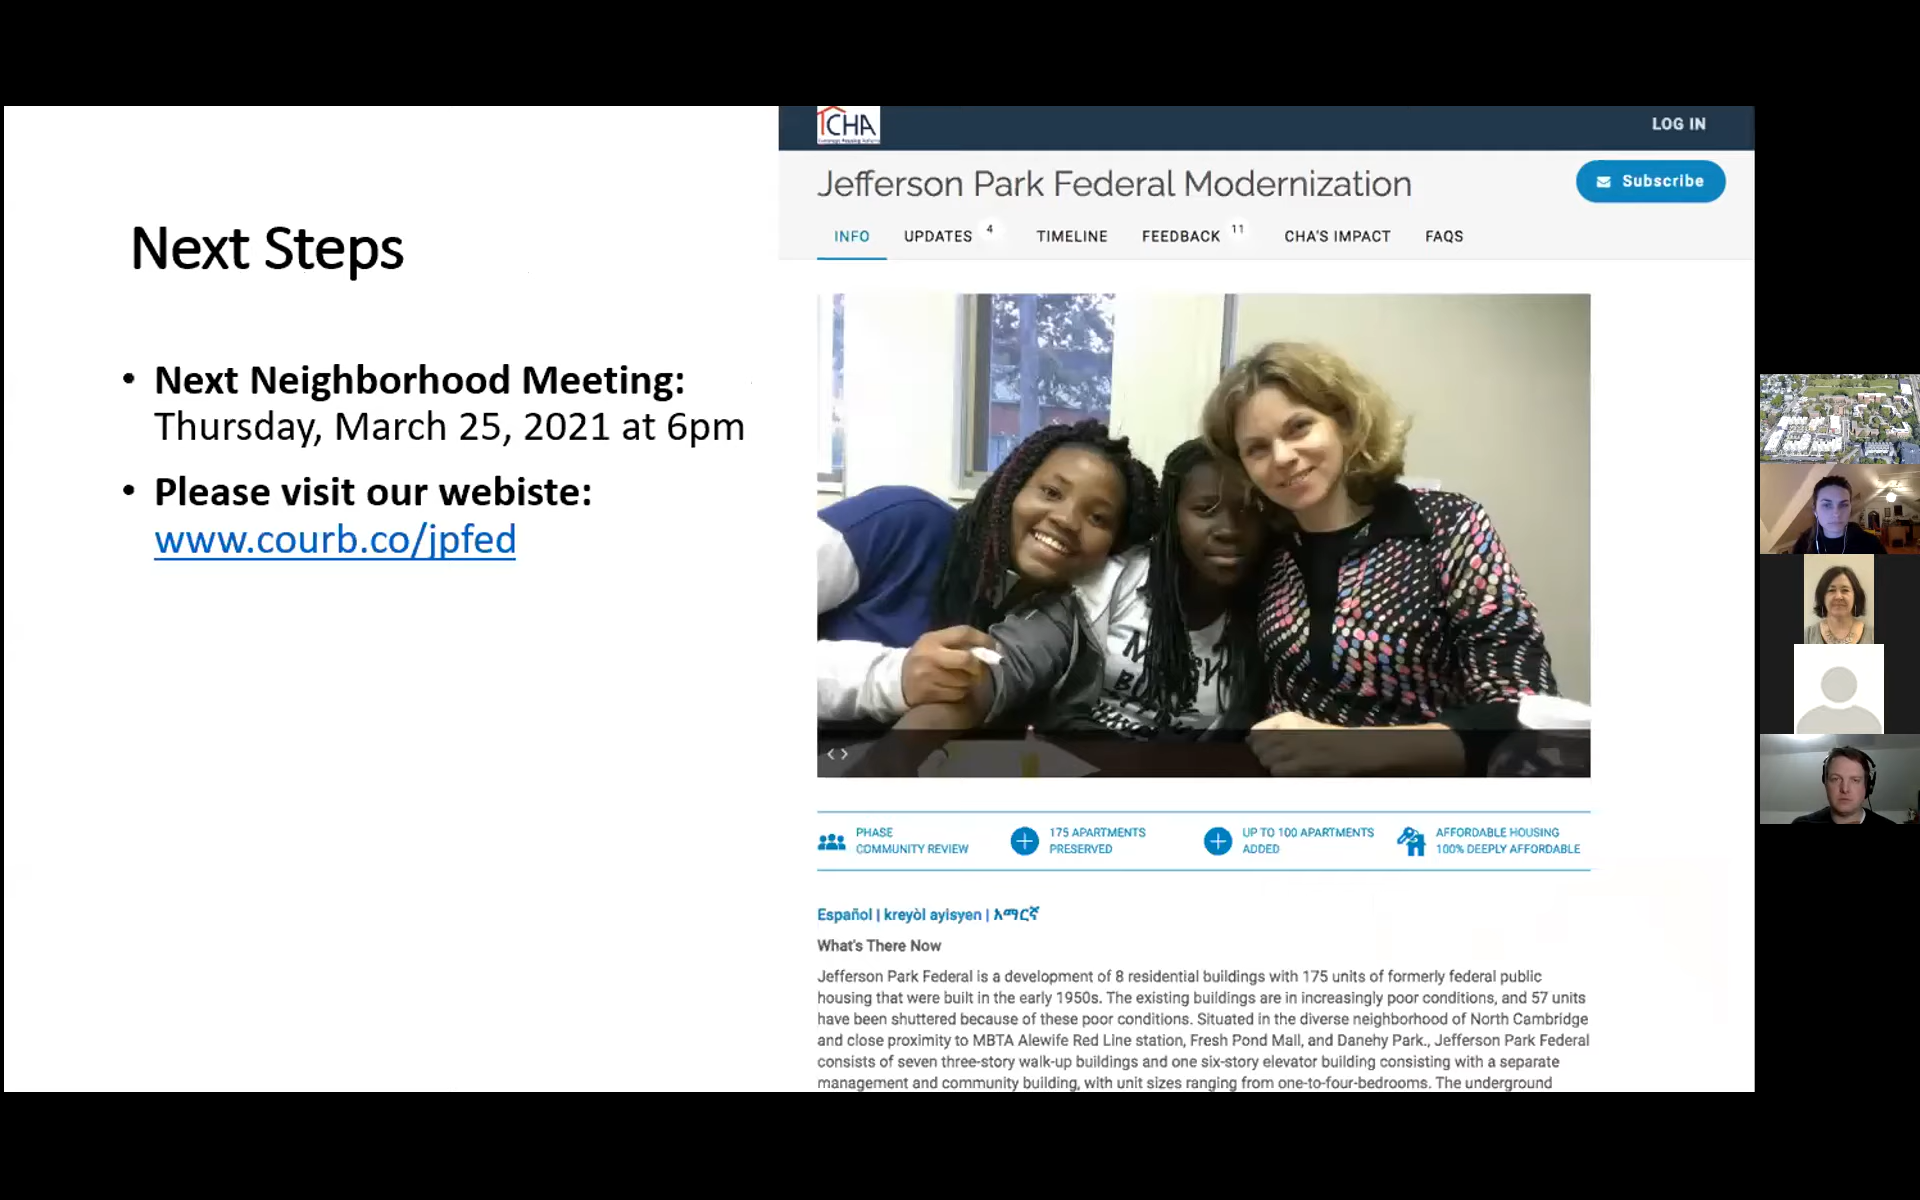 Next Steps
• Next Neighborhood Meeting:
Thursday, March 25, 2021 at 6pm
• Please visit our webiste:
www.courb.co/jpfed
CHA
LOG IN
Jefferson Park Federal Modernization
Subscribe
INFO UPDATES 4 TIMELINE FEEDBACK 11 CHA'S IMPACT FAQS
PHASE
COMMUNITY REVIEW
175 APARTMENTS
PRESERVED
UP TO 100 APARTMENTS
ADDED
AFFORDABLE HOUSING
100% DEEPLY AFFORDABLE
Español | kreyòl ayisyen | አማርኛ
What's There Now
Jefferson Park Federal is a development of 8 residential buildings with 175 units of formerly federal public
housing that were built in the early 1950s. The existing buildings are in increasingly poor conditions, and 57 units
have been shuttered because of these poor conditions. Situated in the diverse neighborhood of North Cambridge
and close proximity to MBTA Alewife Red Line station, Fresh Pond Mall, and Danehy Park., Jefferson Park Federal
consists of seven three-story walk-up buildings and one six-story elevator building consisting with a separate
management and community building, with unit sizes ranging from one-to-four-bedrooms. The underground